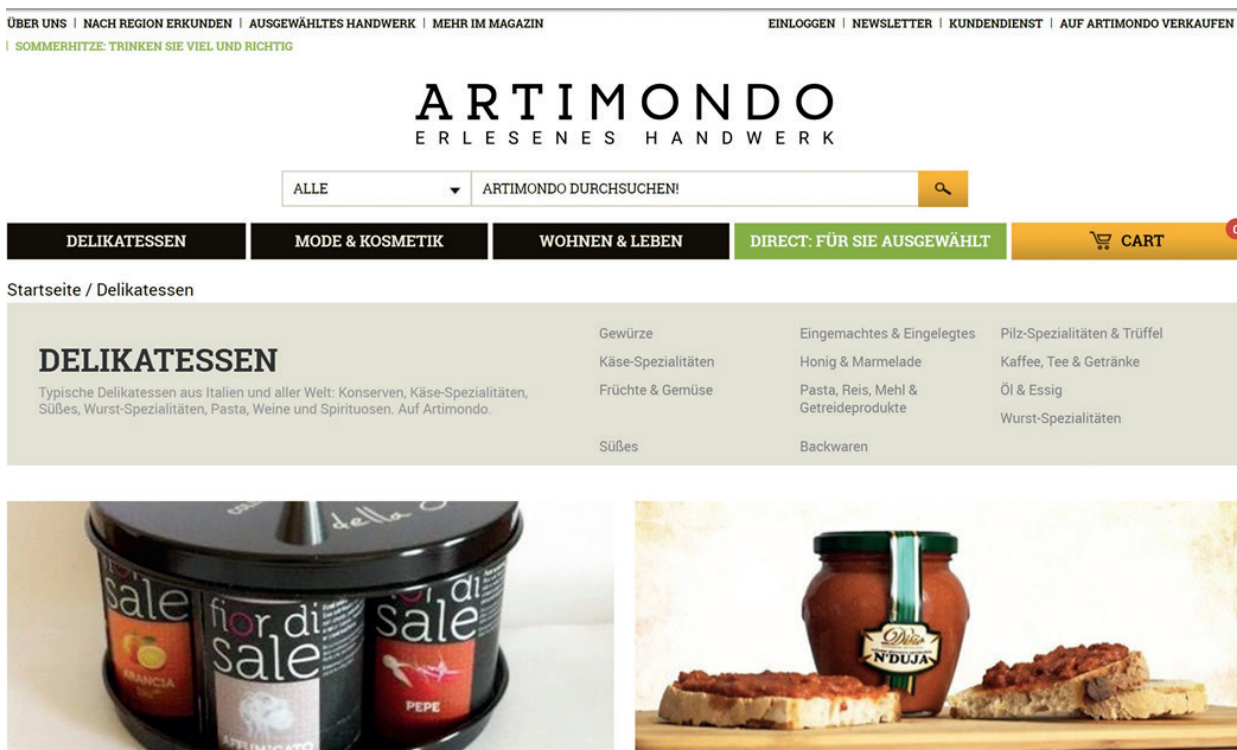 ÜBER UNS | NACH REGION ERKUNDEN | AUSGEWÄHLTES HANDWERK | MEHR IM MAGAZIN
EINLOGGEN | NEWSLETTER | KUNDENDIENST | AUF ARTIMONDO VERKAUFEN
| SOMMERHITZE: TRINKEN SIE VIEL UND RICHTIG
ARTIMONDO
ERLESENES HANDWERK
ALLE
ARTIMONDO DURCHSUCHEN!
DELIKATESSEN
MODE & KOSMETIK
WOHNEN & LEBEN
DIRECT: FÜR SIE AUSGEWÄHLT
CART
Startseite / Delikatessen
DELIKATESSEN
Typische Delikatessen aus Italien und aller Welt: Konserven, Käse-Spezialitäten,
Süßes, Wurst-Spezialitäten, Pasta, Weine und Spirituosen. Auf Artimondo.
Gewürze
Käse-Spezialitäten
Früchte & Gemüse
Süßes
Eingemachtes & Eingelegtes
Honig & Marmelade
Pasta, Reis, Mehl &
Getreideprodukte
Backwaren
Pilz-Spezialitäten & Trüffel
Kaffee, Tee & Getränke
Öl & Essig
Wurst-Spezialitäten
della
sale
ARANCIA
fior di
sale
AFFUMICATO
sale
PEPE
N'DUJA